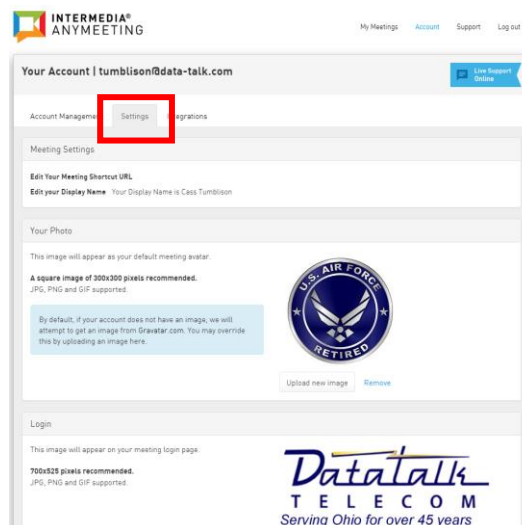 INTERMEDIA®
ANYMEETING
My Meetings Account Support Log out
Your Account | tumblison@data-talk.com
Live Support
Online
Account Managemen Settings egrations
Meeting Settings
Edit Your Meeting Shortcut URL
Edit your Display Name Your Display Name is Cass Tumblison
Your Photo
This image will appear as your default meeting avatar.
A square image of 300x300 pixels recommended.
JPG, PNG and GIF supported.
By default, if your account does not have an image, we will
attempt to get an image from Gravatar.com. You may override
this by uploading an image here.
U.S. AIR FORCE
RETIRED
Upload new image Remove
Login
This image will appear on your meeting login page.
700x525 pixels recommended.
JPG, PNG and GIF supported.
Datatalk
TELECOM
Serving Ohio for over 45 years